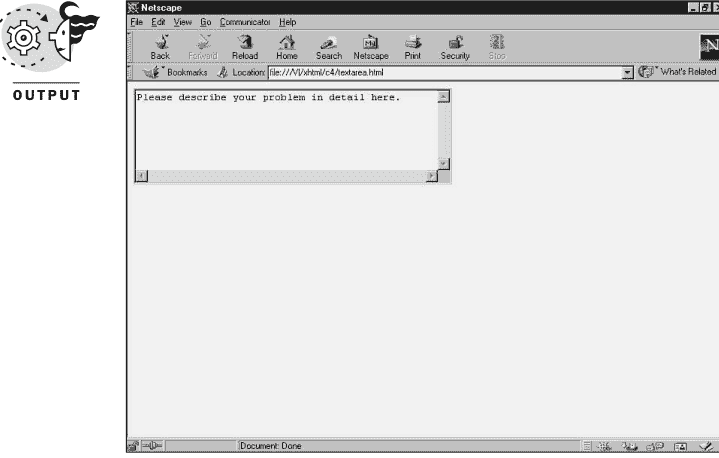 OUTPUT
Netscape
File Edit View Go Communicator Help
Back Forward Reload Home Search Netscape Print Security Stop
Bookmarks Location: file:///V|/xhtml/c4/textarea.html What's Related
Please describe your problem in detail here.
Document: Done